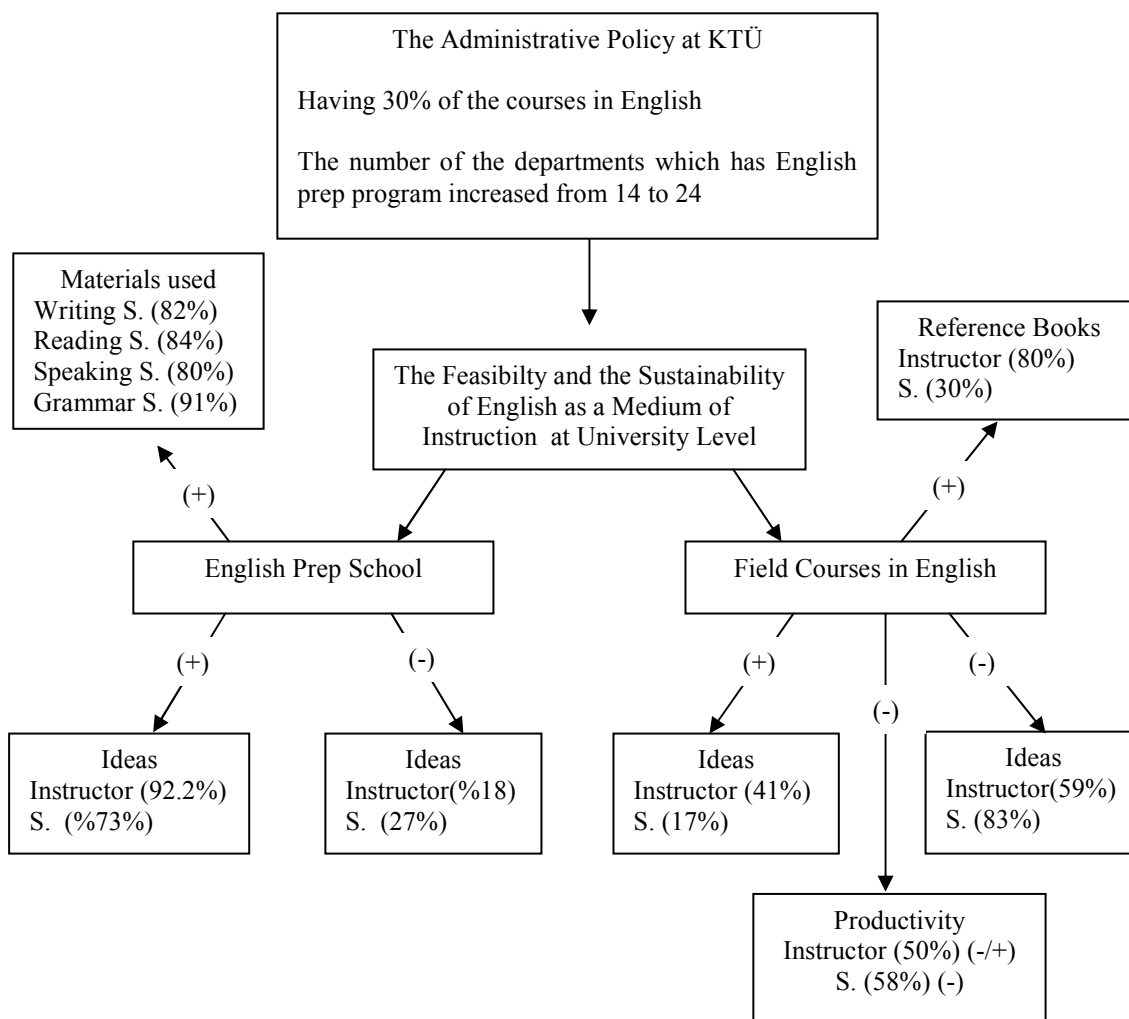 The Administrative Policy at KTÜ
Having 30% of the courses in English
The number of the departments which has English
prep program increased from 14 to 24
Materials used
Writing S. (82%)
Reading S. (84%)
Speaking S. (80%)
Grammar S. (91%)
Reference Books
Instructor (80%)
S. (30%)
The Feasibilty and the Sustainability
of English as a Medium of
Instruction at University Level
(+)
(+)
English Prep School
Field Courses in English
(+)
(-)
(+)
(-)
(-)
Ideas
Instructor (92.2%)
S. (%73%)
Ideas
Instructor(%18)
S. (27%)
Ideas
Instructor (41%)
S. (17%)
Ideas
Instructor(59%)
S. (83%)
Productivity
Instructor (50%) (-/+)
S. (58%) (-)